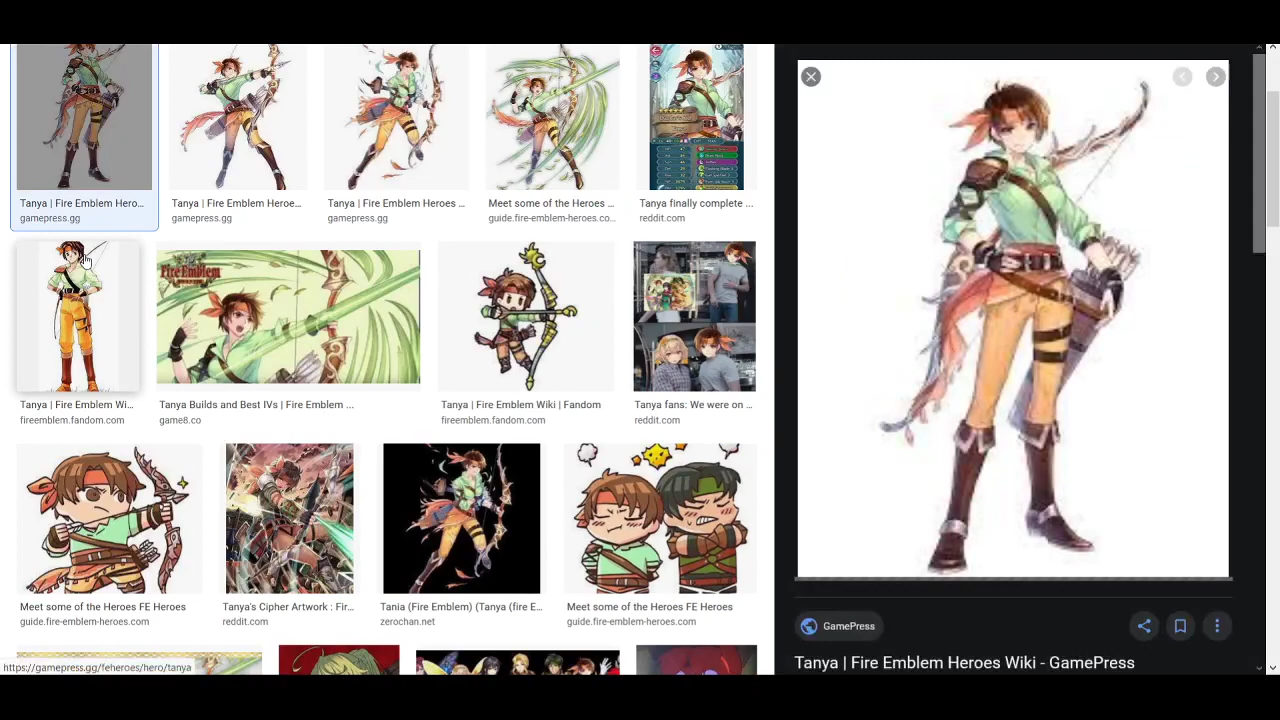 Tanya | Fire Emblem Hero...
gamepress.gg
Tanya | Fire Emblem Heroe...
gamepress.gg
Tanya | Fire Emblem Heroes ...
gamepress.gg
Meet some of the Heroes ...
guide.fire-emblem-heroes.co...
Tanya finally complete ...
reddit.com
Fire Emblem
Tanya | Fire Emblem Wi...
fireemblem.fandom.com
Tanya Builds and Best IVs | Fire Emblem ...
game8.co
Tanya | Fire Emblem Wiki | Fandom
fireemblem.fandom.com
Tanya fans: We were on ...
reddit.com
Meet some of the Heroes FE Heroes
guide.fire-emblem-heroes.com
Tanya's Cipher Artwork : Fir...
reddit.com
Tania (Fire Emblem) (Tanya (fire E...
zerochan.net
Meet some of the Heroes FE Heroes
guide.fire-emblem-heroes.com
https://gamepress.gg/feheroes/hero/tanya
GamePress
Tanya | Fire Emblem Heroes Wiki - GamePress